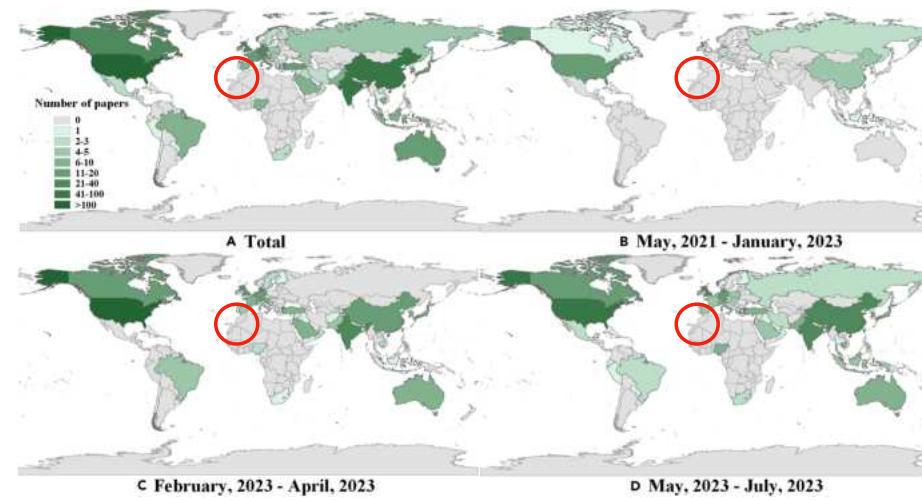 Number of papers
0
1
2-3
4-5
6-10
11-20
21-40
41-100
>100
A Total
B May, 2021 - January, 2023
C February, 2023 - April, 2023
D May, 2023 - July, 2023